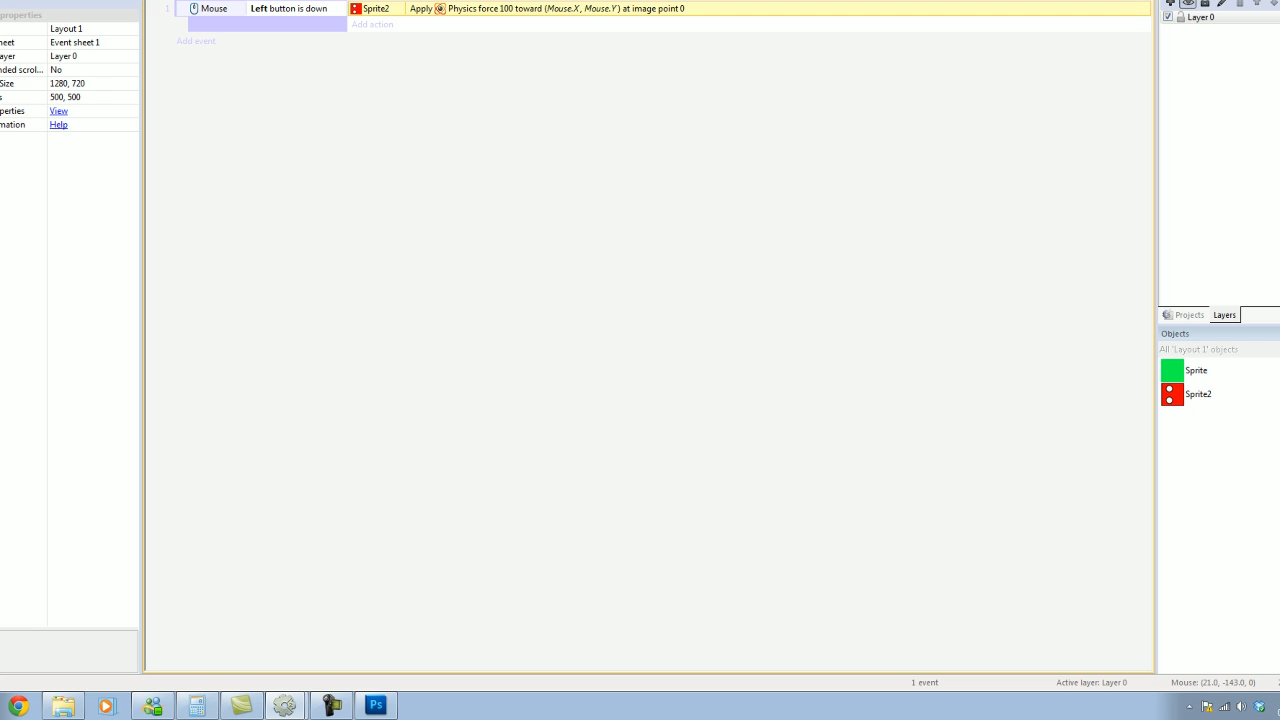 properties
Layout 1
heet Event sheet 1
ayer Layer 0
nded scrol... No
Size 1280, 720
s 500, 500
perties View
mation Help
1 Mouse Left button is down Sprite2 Apply Physics force 100 toward (Mouse.X, Mouse.Y) at image point 0
Add action
Add event
Layer 0
Projects Layers
Objects
All 'Layout 1' objects
Sprite
Sprite2
1 event Active layer: Layer 0 Mouse: (21.0, -143.0, 0)
Ps